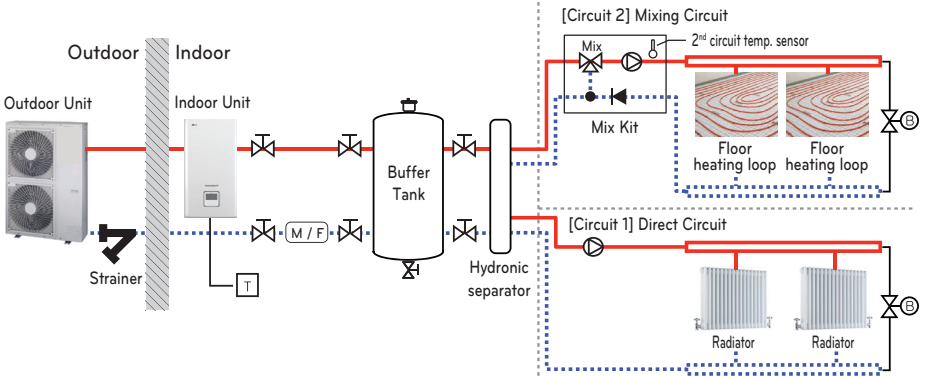 [Circuit 2] Mixing Circuit
Outdoor
Indoor
Mix
2nd circuit temp. sensor
Outdoor Unit
Indoor Unit
Mix Kit
B
Floor
heating loop
Floor
heating loop
Buffer
Tank
M / F
[Circuit 1] Direct Circuit
Strainer
T
Hydronic
separator
B
Radiator
Radiator